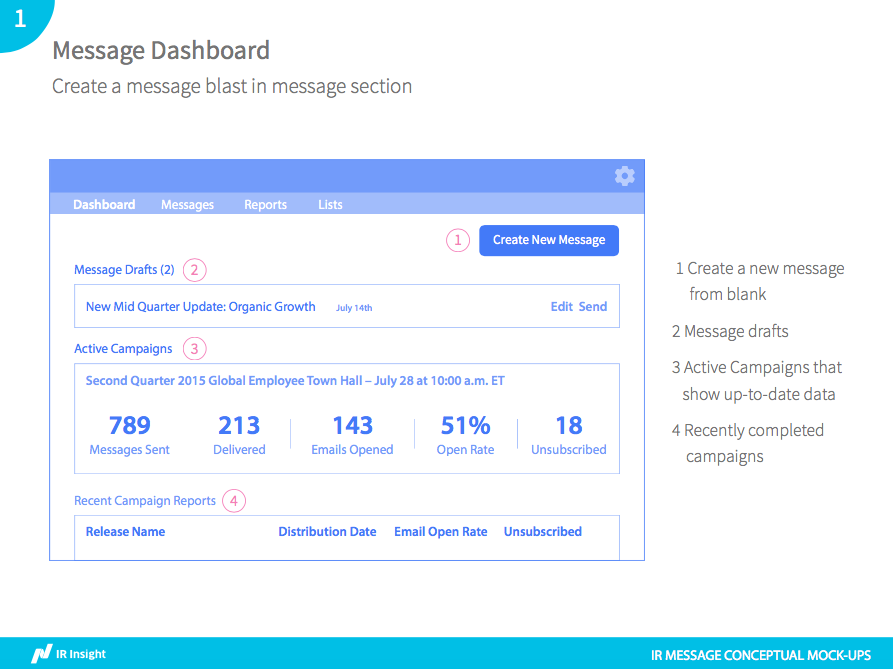 1
Message Dashboard
Create a message blast in message section
Dashboard Messages Reports Lists
1 Create New Message
Message Drafts (2) 2
New Mid Quarter Update: Organic Growth July 14th Edit Send
Active Campaigns 3
Second Quarter 2015 Global Employee Town Hall – July 28 at 10:00 a.m. ET
789 213 143 51% 18
Messages Sent Delivered Emails Opened Open Rate Unsubscribed
Recent Campaign Reports 4
Release Name Distribution Date Email Open Rate Unsubscribed
1 Create a new message
from blank
2 Message drafts
3 Active Campaigns that
show up-to-date data
4 Recently completed
campaigns
IR Insight
IR MESSAGE CONCEPTUAL MOCK-UPS